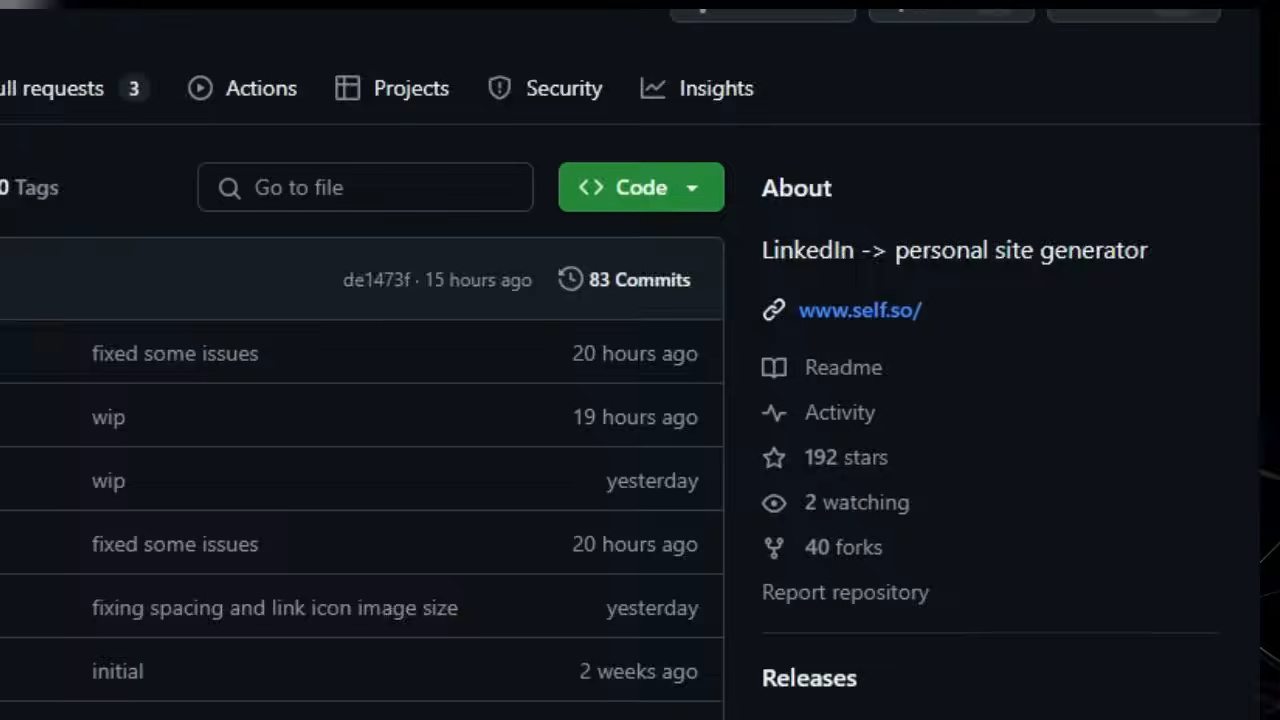 ull requests 3 Actions Projects Security Insights
0 Tags Go to file Code
About
LinkedIn -> personal site generator
www.self.so/
de1473f · 15 hours ago 83 Commits
fixed some issues 20 hours ago
wip 19 hours ago
wip yesterday
fixed some issues 20 hours ago
fixing spacing and link icon image size yesterday
initial 2 weeks ago
Readme
Activity
192 stars
2 watching
40 forks
Report repository
Releases